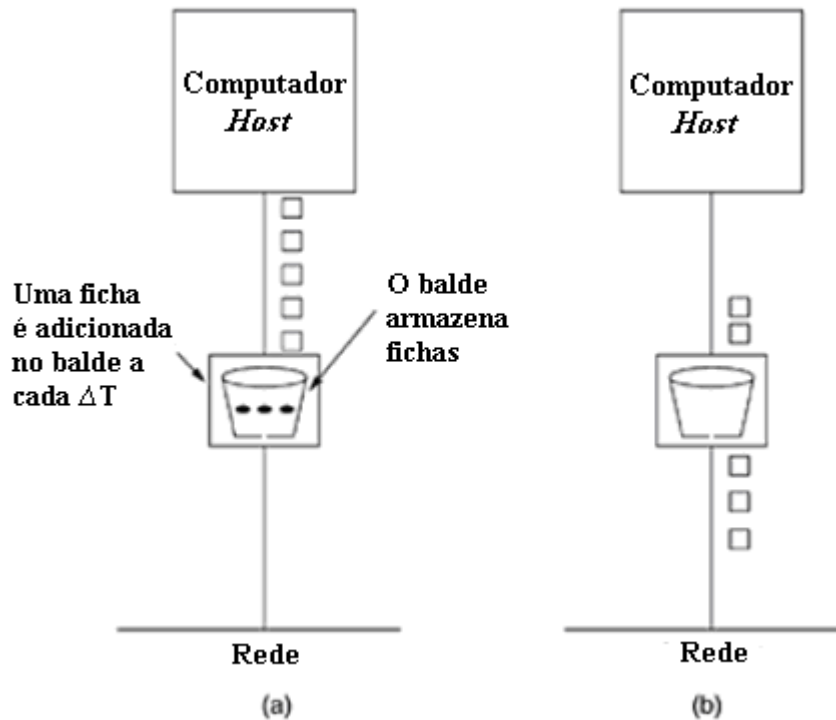 Computador
Host
Uma ficha
é adicionada
no balde a
cada ΔT
O balde
armazena
fichas
Rede
(a)
Computador
Host
Rede
(b)